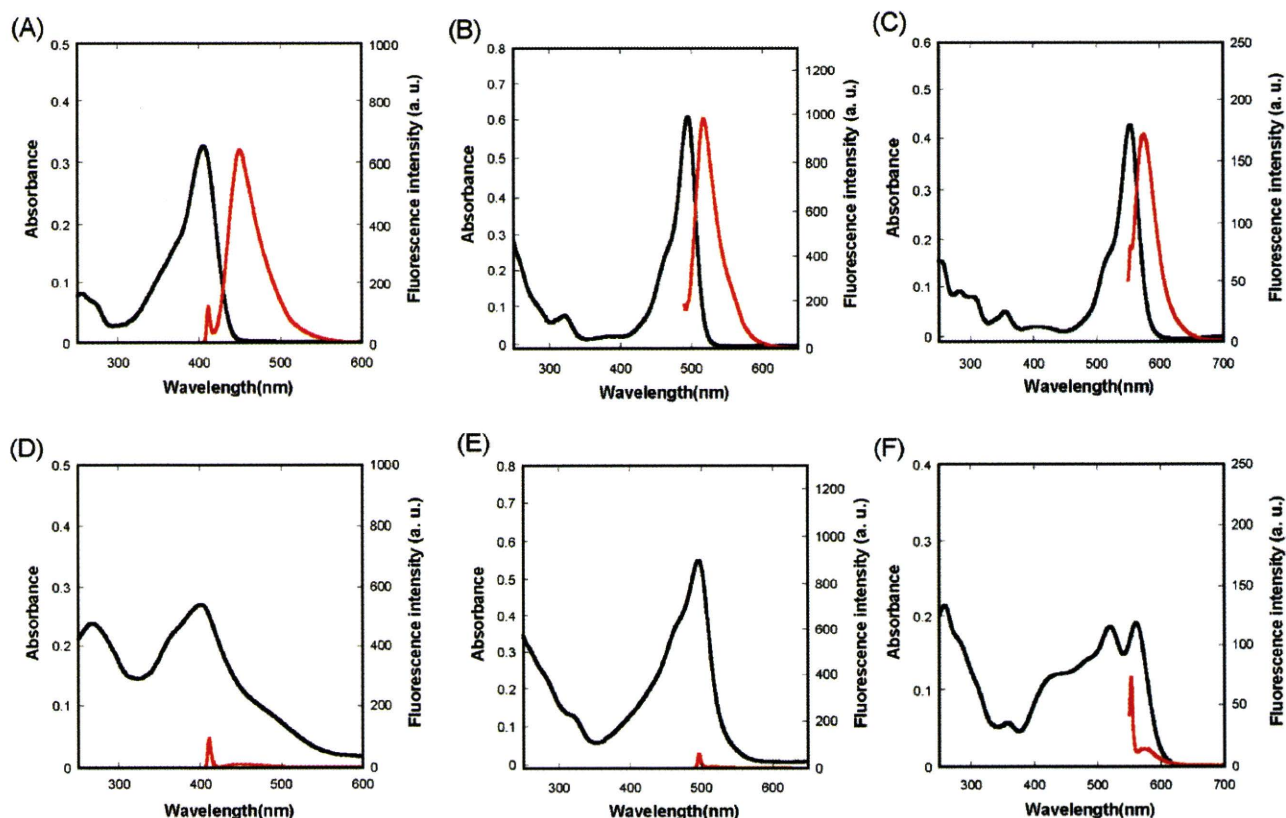 (A)
0.5
0.4
0.3
0.2
0.1
0
Absorbance
1000
800
600
400
200
0
Fluorescence intensity (a. u.)
300 400 500 600
Wavelength(nm)
(B)
0.8
0.7
0.6
0.5
0.4
0.3
0.2
0.1
0
Absorbance
1200
1000
800
600
400
200
0
Fluorescence intensity (a. u.)
300 400 500 600
Wavelength(nm)
(C)
0.6
0.5
0.4
0.3
0.2
0.1
0
Absorbance
250
200
150
100
50
0
Fluorescence intensity (a. u.)
300 400 500 600 700
Wavelength(nm)
(D)
0.5
0.4
0.3
0.2
0.1
0
Absorbance
1000
800
600
400
200
0
Fluorescence intensity (a. u.)
300 400 500 600
Wavelength(nm)
(E)
0.8
0.7
0.6
0.5
0.4
0.3
0.2
0.1
0
Absorbance
1200
1000
800
600
400
200
0
Fluorescence intensity (a. u.)
300 400 500 600
Wavelength(nm)
(F)
0.4
0.3
0.2
0.1
0
Absorbance
250
200
150
100
50
0
Fluorescence intensity (a. u.)
300 400 500 600 700
Wavelength(nm)